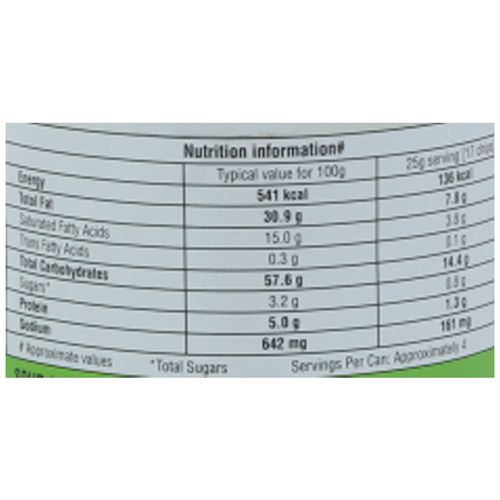 Nutrition information#
Typical value for 100g 25g serving (17 chips
Energy 541 kcal 136 kcal
Total Fat 30.9 g 7.8 g
Saturated Fatty Acids 15.0 g 3.8 g
Trans Fatty Acids 0.3 g 0.1 g
Total Carbohydrates 57.6 g 14.4 g
Sugars* 3.2 g 0.8 g
Protein 5.0 g 1.3 g
Sodium 642 mg 161 mg
# Approximate values *Total Sugars Servings Per Can: Approximately 4